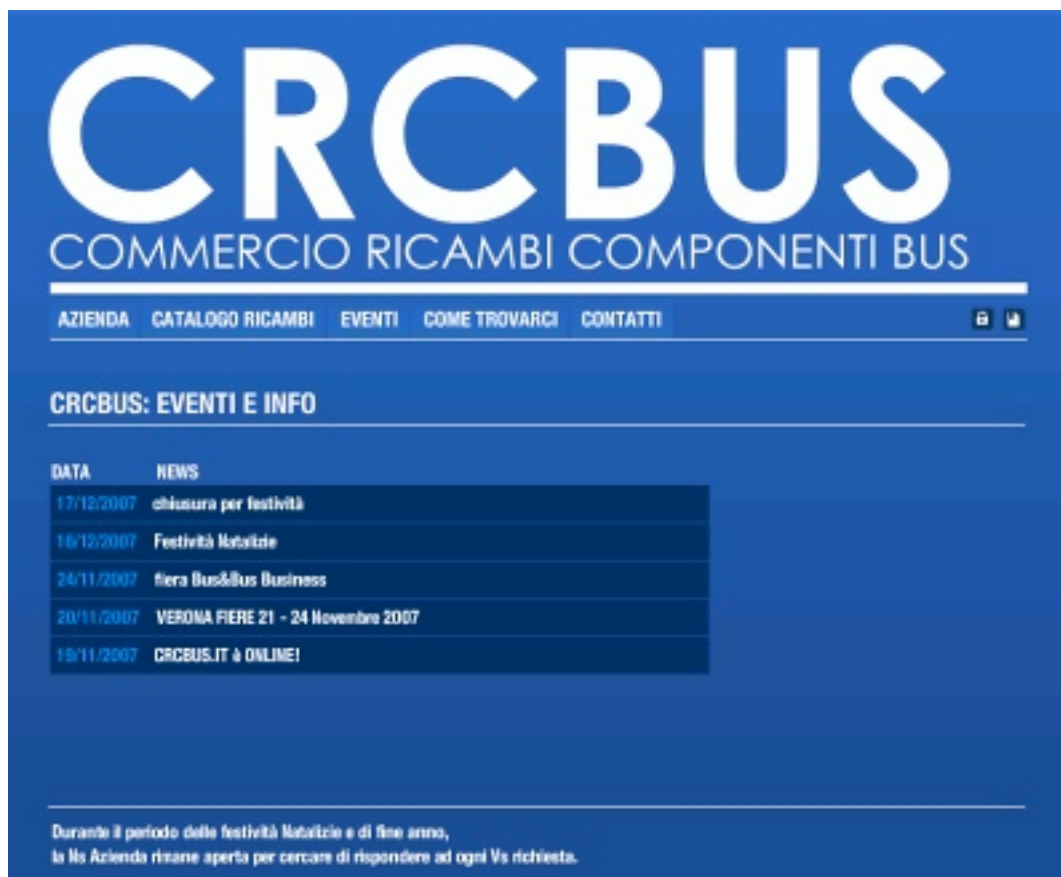 CRCBUS
COMMERCIO RICAMBI COMPONENTI BUS
AZIENDA CATALOGO RICAMBI EVENTI COME TROVARCI CONTATTI
CRCBUS: EVENTI E INFO
DATA NEWS
17/12/2007 chiusura per festività
16/12/2007 Festività Natalizie
24/11/2007 fiera Bus&Bus Business
20/11/2007 VERONA FIERE 21 - 24 Novembre 2007
19/11/2007 CRCBUS.IT è ONLINE!
Durante il periodo delle festività Natalizie e di fine anno,
la Ns Azienda rimane aperta per cercare di rispondere ad ogni Vs richiesta.